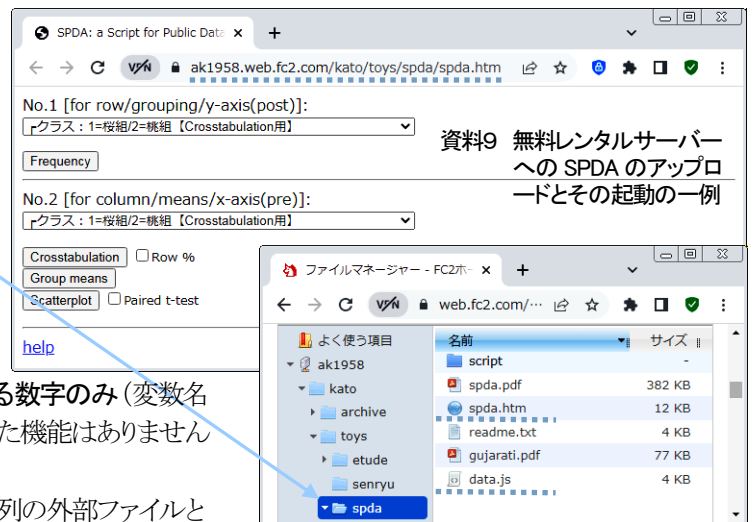 SPDA: a Script for Public Data
ak1958.web.fc2.com/kato/toys/spda/spda.htm
No.1 [for row/grouping/y-axis(post)]:
┏クラス：1=桜組/2=桃組【Crosstabulation用】
Frequency
No.2 [for column/means/x-axis(pre)]:
┏クラス：1=桜組/2=桃組【Crosstabulation用】
Crosstabulation Row %
Group means
Scatterplot Paired t-test
help
資料9 無料レンタルサーバー
への SPDA のアップロ
ードとその起動の一例
ファイルマネージャー - FC2ホー
VPN web.fc2.com/…
よく使う項目
ak1958
kato
archive
toys
etude
senryu
spda
名前 サイズ
script -
spda.pdf 382 KB
spda.htm 12 KB
readme.txt 4 KB
gujarati.pdf 77 KB
data.js 4 KB
る数字のみ（変数名
た機能はありません
列の外部ファイルと